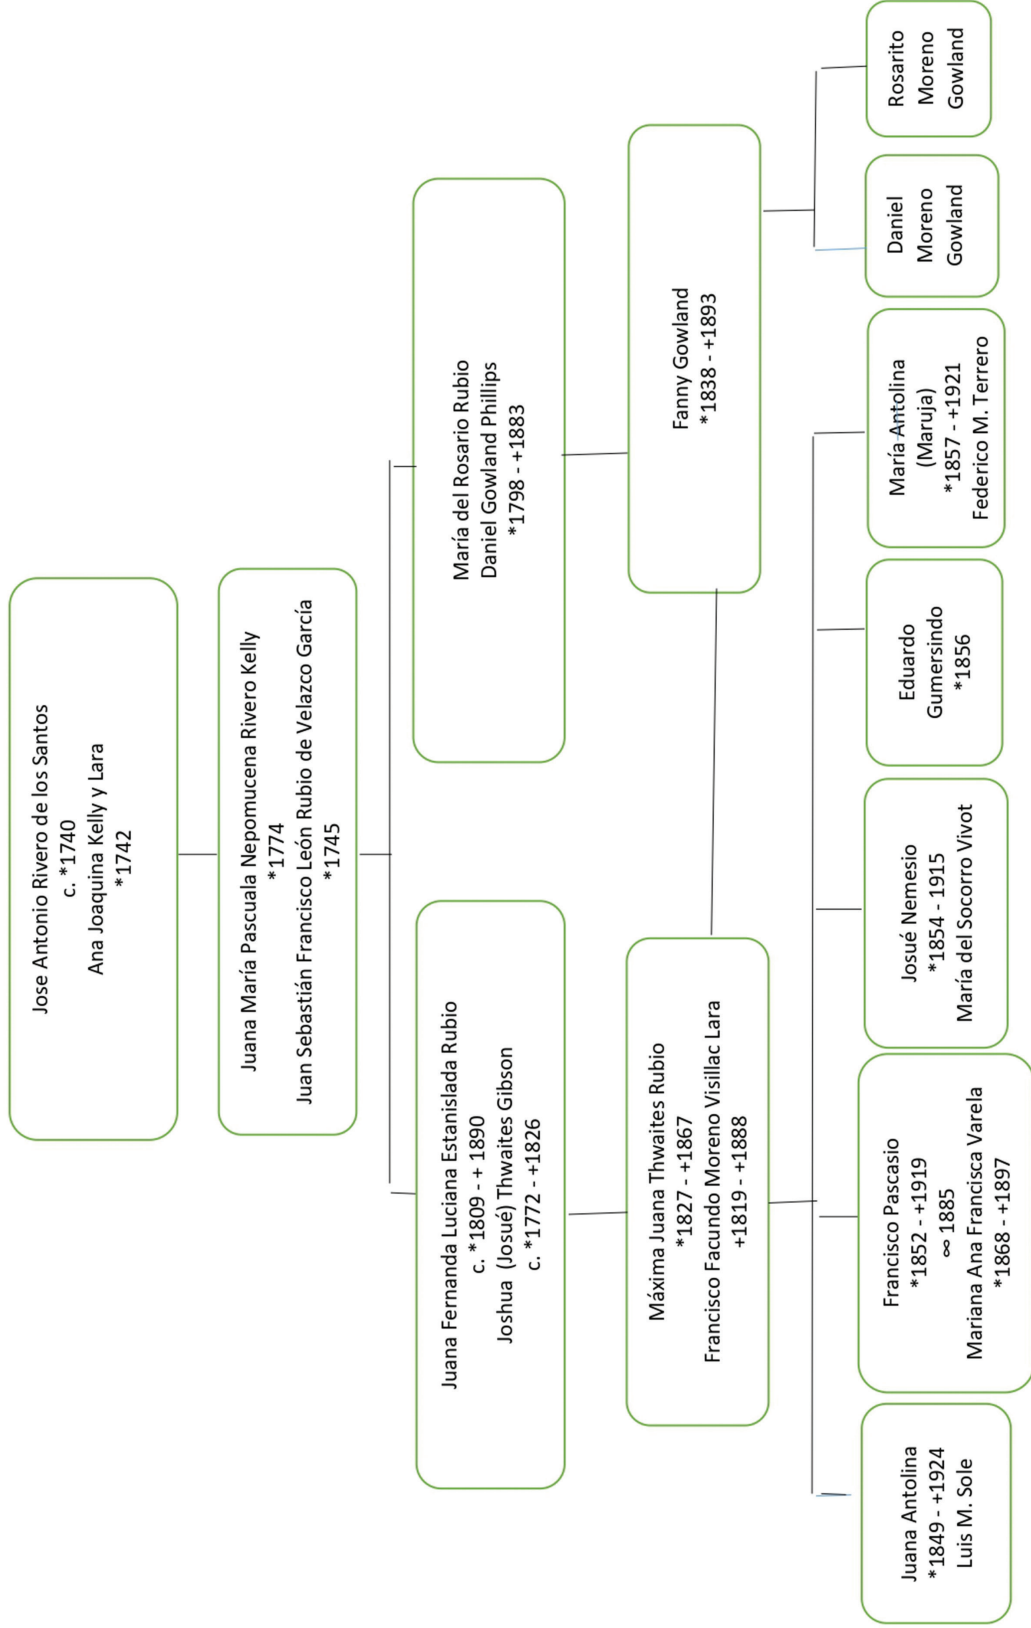 Jose Antonio Rivero de los Santos
c. *1740
Ana Joaquina Kelly y Lara
*1742
Juana María Pascuala Nepomucena Rivero Kelly
*1774
Juan Sebastián Francisco León Rubio de Velazco García
*1745
Juana Fernanda Luciana Estanislada Rubio
c. *1809 - + 1890
Joshua (Josué) Thwaites Gibson
c. *1772 - +1826
María del Rosario Rubio
Daniel Gowland Phillips
*1798 - +1883
Máxima Juana Thwaites Rubio
*1827 - +1867
Francisco Facundo Moreno Visillac Lara
+1819 - +1888
Fanny Gowland
*1838 - +1893
Juana Antolina
*1849 - +1924
Luis M. Sole
Francisco Pascasio
*1852 - +1919
∞ 1885
Mariana Ana Francisca Varela
*1868 - +1897
Josué Nemesio
*1854 - 1915
María del Socorro Vivot
Eduardo
Gumersindo
*1856
María Antolina
(Maruja)
*1857 - +1921
Federico M. Terrero
Daniel
Moreno
Gowland
Rosarito
Moreno
Gowland